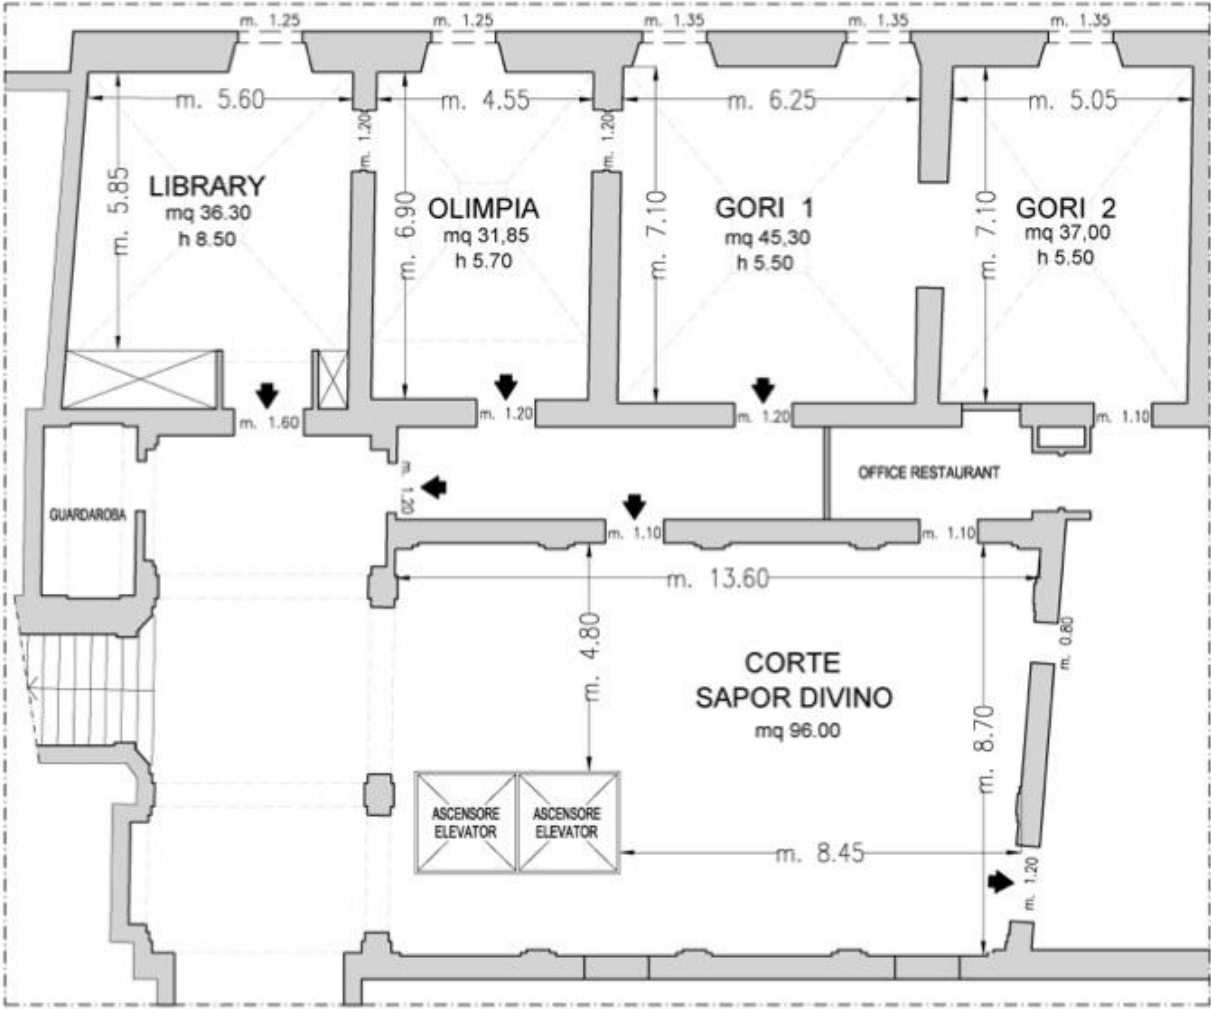 m. 1.25
m. 1.25
m. 1.35
m. 1.35
m. 1.35
m. 5.60
m. 4.55
m. 6.25
m. 5.05
m. 1.20
m. 1.20
m. 5.85
LIBRARY
mq 36.30
h 8.50
m. 6.90
OLIMPIA
mq 31,85
h 5.70
m. 7.10
GORI 1
mq 45,30
h 5.50
m. 7.10
GORI 2
mq 37,00
h 5.50
m. 1.60
m. 1.20
m. 1.20
m. 1.10
GUARDAROBA
m. 1.20
OFFICE RESTAURANT
m. 1.10
m. 1.10
m. 13.60
m. 4.80
m. 0.80
CORTE
SAPOR DIVINO
mq 96.00
m. 8.70
ASCENSORE
ELEVATOR
ASCENSORE
ELEVATOR
m. 8.45
m. 1.20